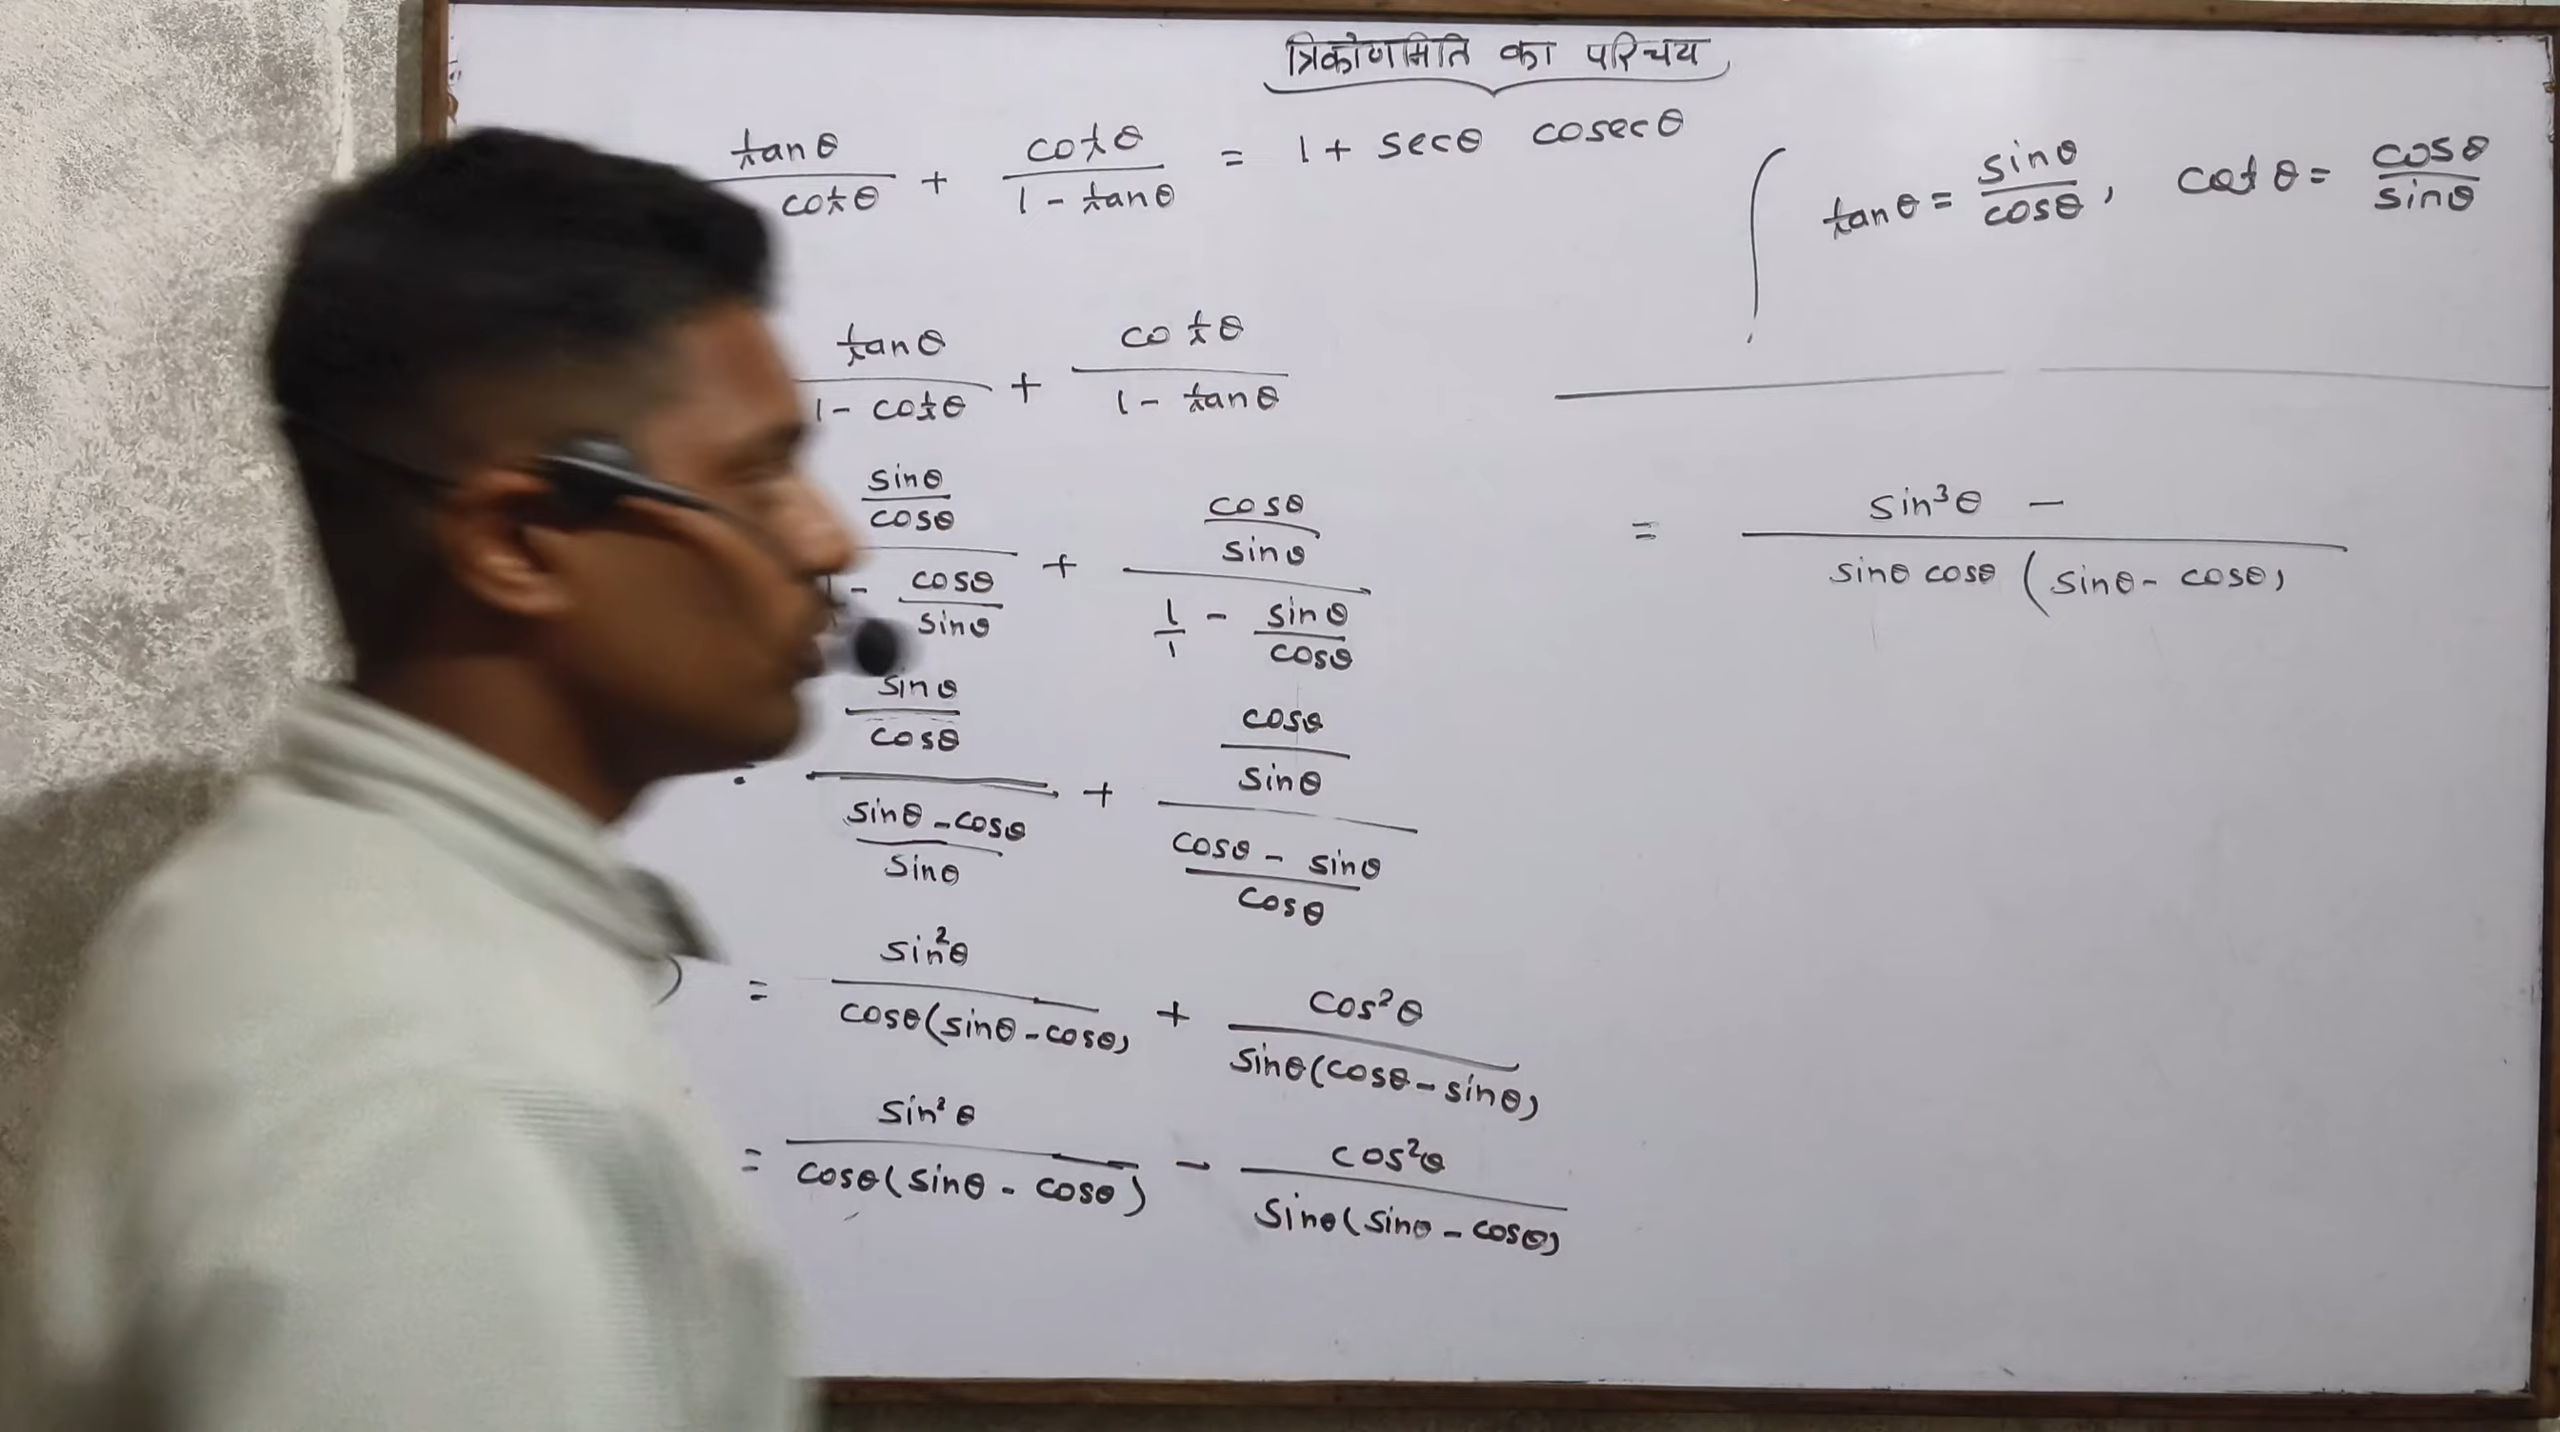 त्रिकोणमिति का परिचय
tanθ / cotθ + cotθ / 1 - tanθ = 1 + secθ cosecθ
tanθ = sinθ / cosθ, cotθ = cosθ / sinθ
tanθ / 1 - cotθ + cotθ / 1 - tanθ
sinθ / cosθ / 1 - cosθ / sinθ + cosθ / sinθ / 1/1 - sinθ / cosθ
sinθ / cosθ / sinθ - cosθ / sinθ + cosθ / sinθ / cosθ - sinθ / cosθ
= sin²θ / cosθ(sinθ - cosθ) + cos²θ / sinθ(cosθ - sinθ)
= sin²θ / cosθ(sinθ - cosθ) - cos²θ / sinθ(sinθ - cosθ)
= sin³θ - / sinθ cosθ (sinθ - cosθ)